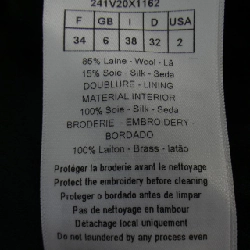 241V20X1162
F GB I D USA
34 6 38 32 2
85% Laine - Wool - Lã
15% Soie - Silk - Seda
DOUBLURE - LINING
MATERIAL INTERIOR
100% Soie - Silk - Seda
BRODERIE - EMBROIDERY -
BORDADO
100% Laiton - Brass - latão
Protéger la broderie avant le nettoyage
Protect the embroidery before cleaning
Proteger o bordado antes de limpar
Pas de nettoyage en tambour
Détachage local uniquement
Do not toundered by any process even